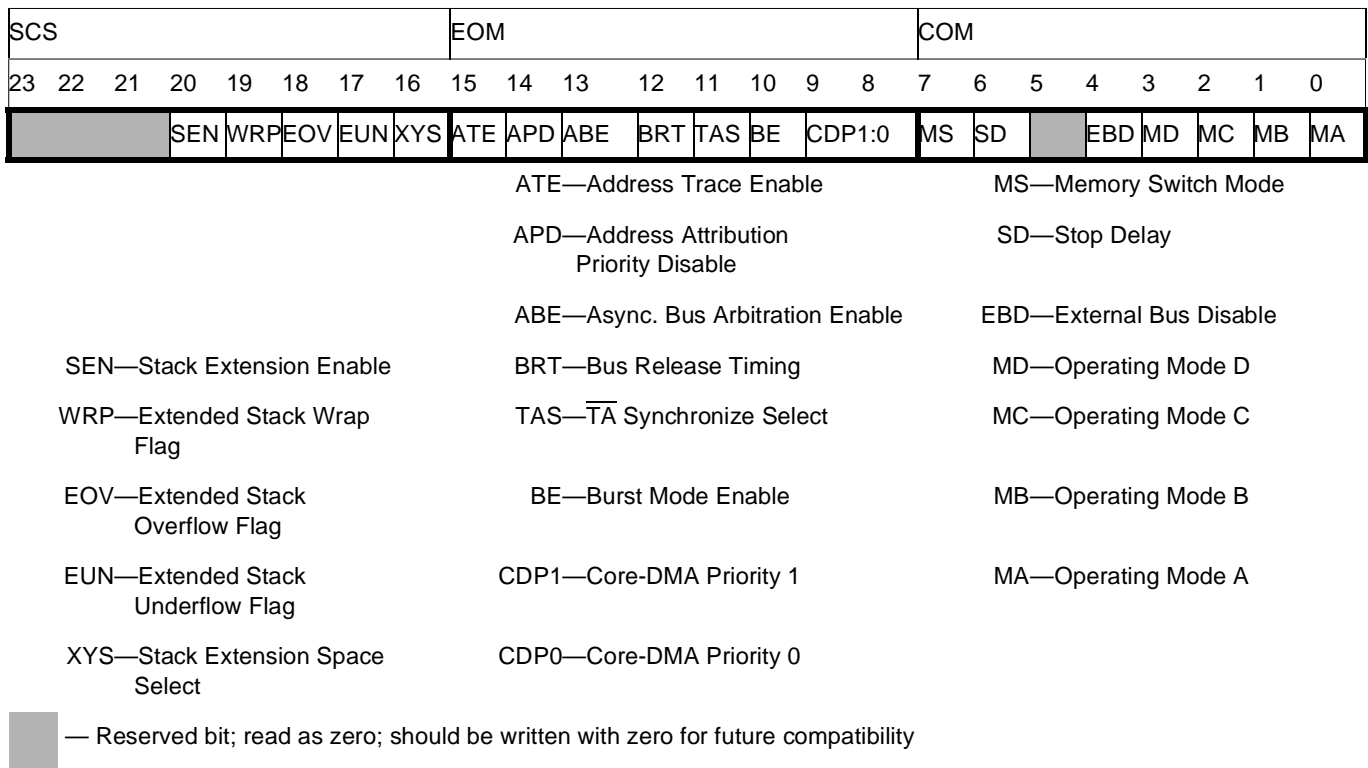 SCS EOM COM
23 22 21 20 19 18 17 16 15 14 13 12 11 10 9 8 7 6 5 4 3 2 1 0
SEN WRP EOV EUN XYS ATE APD ABE BRT TAS BE CDP1:0 MS SD EBD MD MC MB MA
ATE—Address Trace Enable MS—Memory Switch Mode
APD—Address Attribution SD—Stop Delay
Priority Disable
ABE—Async. Bus Arbitration Enable EBD—External Bus Disable
SEN—Stack Extension Enable BRT—Bus Release Timing MD—Operating Mode D
WRP—Extended Stack Wrap TAS—T̅A̅ Synchronize Select MC—Operating Mode C
Flag
EOV—Extended Stack BE—Burst Mode Enable MB—Operating Mode B
Overflow Flag
EUN—Extended Stack CDP1—Core-DMA Priority 1 MA—Operating Mode A
Underflow Flag
XYS—Stack Extension Space CDP0—Core-DMA Priority 0
Select
— Reserved bit; read as zero; should be written with zero for future compatibility